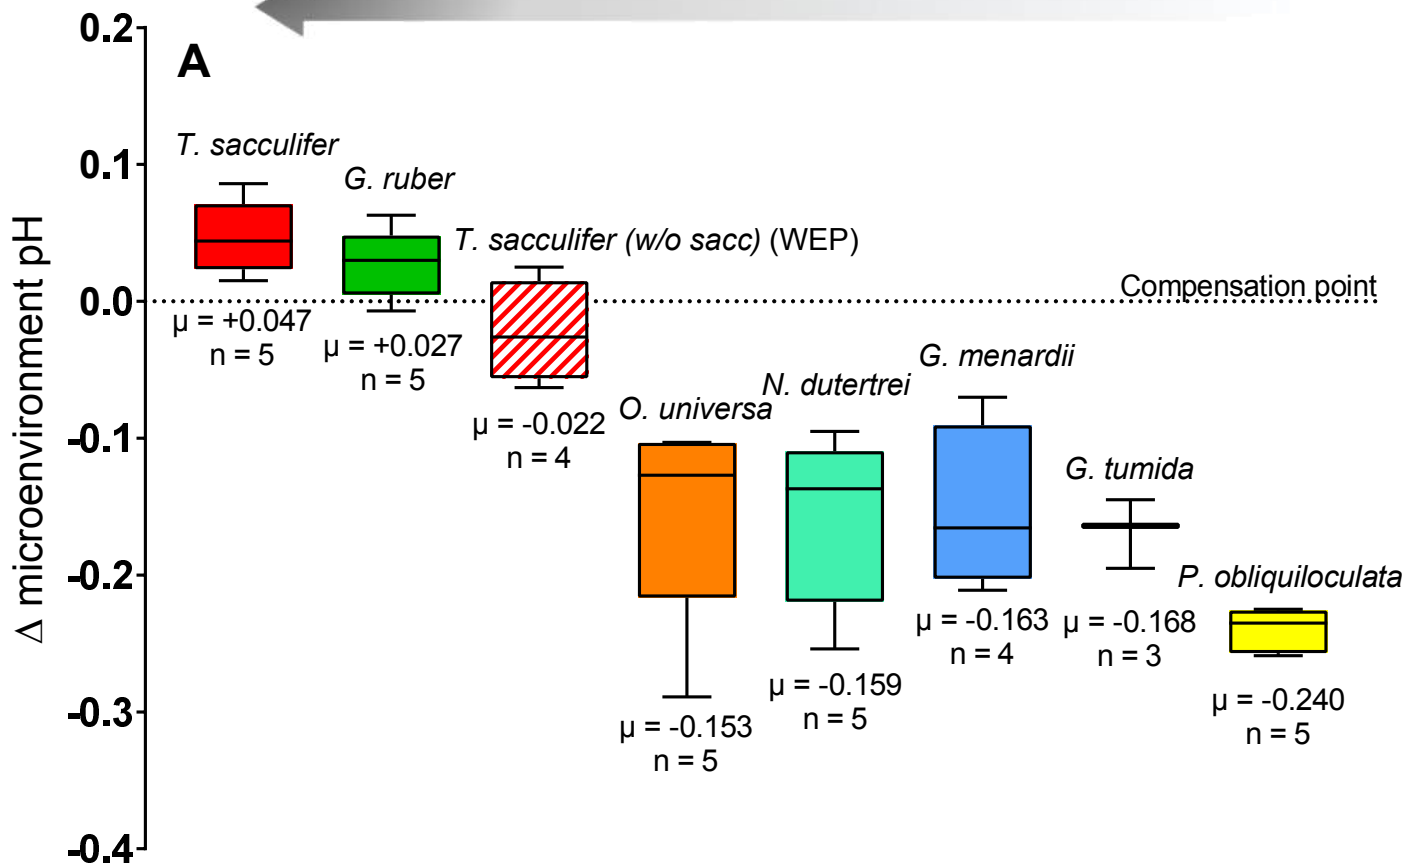 0.2
A
T. sacculifer
0.1
G. ruber
T. sacculifer (w/o sacc) (WEP)
Compensation point
0.0
μ = +0.047
n = 5
μ = +0.027
n = 5
G. menardii
N. dutertrei
O. universa
μ = -0.022
n = 4
-0.1
G. tumida
Δ microenvironment pH
-0.2
P. obliquiloculata
μ = -0.163
n = 4
μ = -0.168
n = 3
μ = -0.159
n = 5
μ = -0.240
n = 5
-0.3
μ = -0.153
n = 5
-0.4